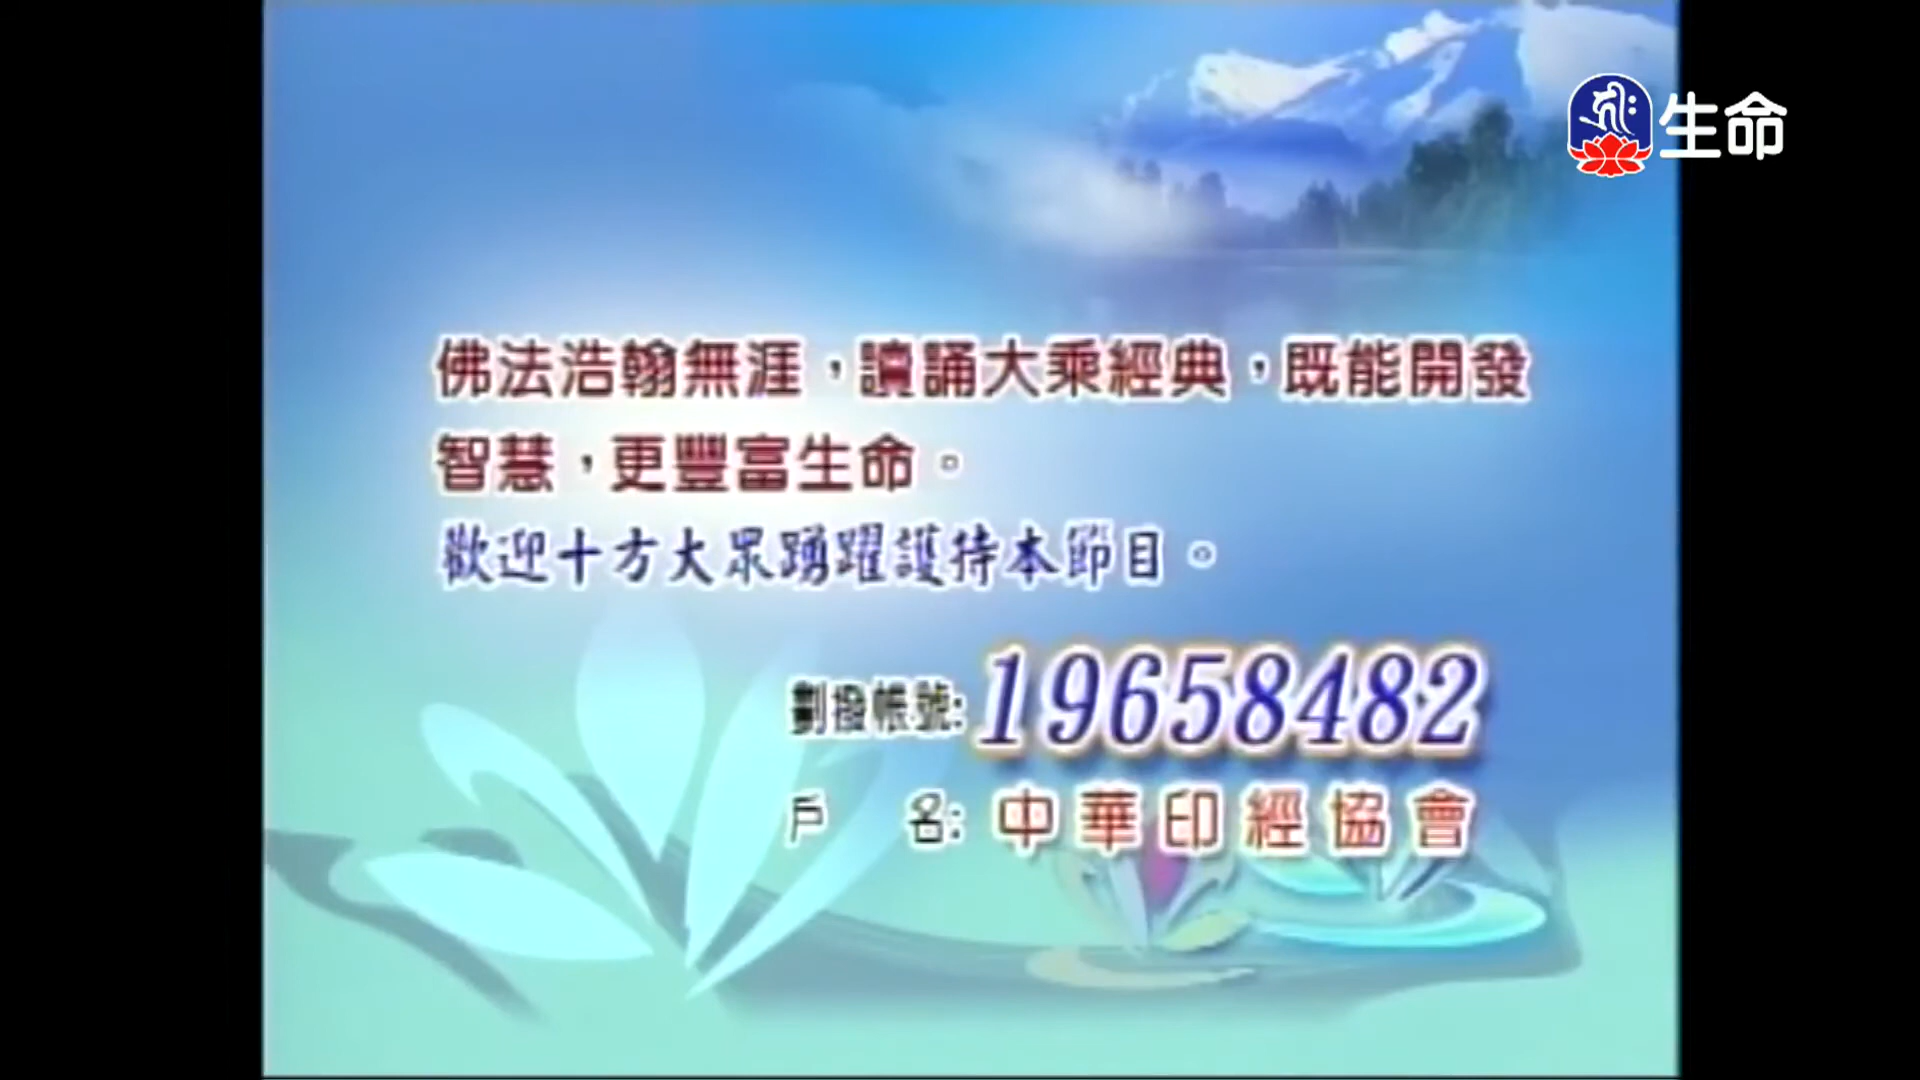 生命
佛法浩翰無涯，讀誦大乘經典，既能開發
智慧，更豐富生命。
歡迎十方大眾踴躍護持本節目。
劃撥帳號: 19658482
戶 名: 中華印經協會